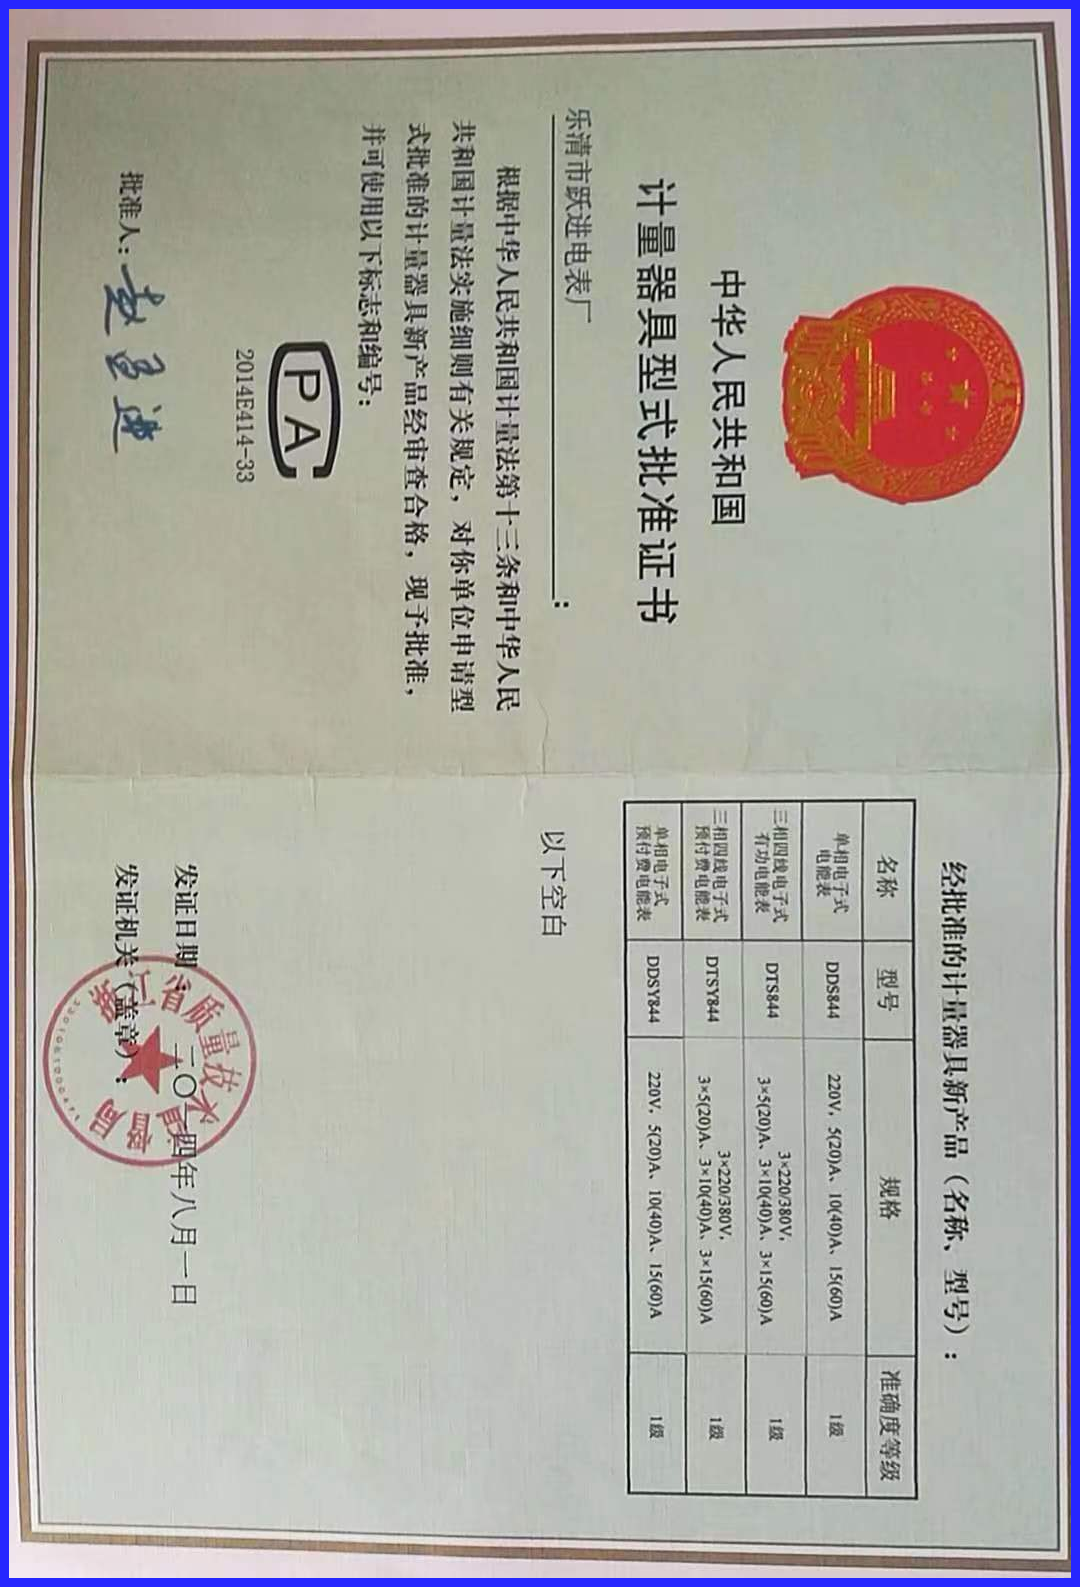 中华人民共和国
计量器具型式批准证书
乐清市跃进电表厂：
根据中华人民共和国计量法第十三条和中华人民
共和国计量法实施细则有关规定，对你单位申请型
式批准的计量器具新产品经审查合格，现予批准，
并可使用以下标志和编号：
PA
2014E414-33
批准人：
经批准的计量器具新产品（名称、型号）：
名称 型号 规格 准确度等级
单相电子式
电能表 DDS844 220V，5(20)A、10(40)A、15(60)A 1级
三相四线电子式
有功电能表 DTS844 3×220/380V，
3×5(20)A、3×10(40)A、3×15(60)A 1级
三相四线电子式
预付费电能表 DTSY844 3×220/380V，
3×5(20)A、3×10(40)A、3×15(60)A 1级
单相电子式
预付费电能表 DDSY844 220V，5(20)A、10(40)A、15(60)A 1级
以下空白
发证日期：二〇一四年八月一日
发证机关（盖章）：
浙江省质量技术监督局